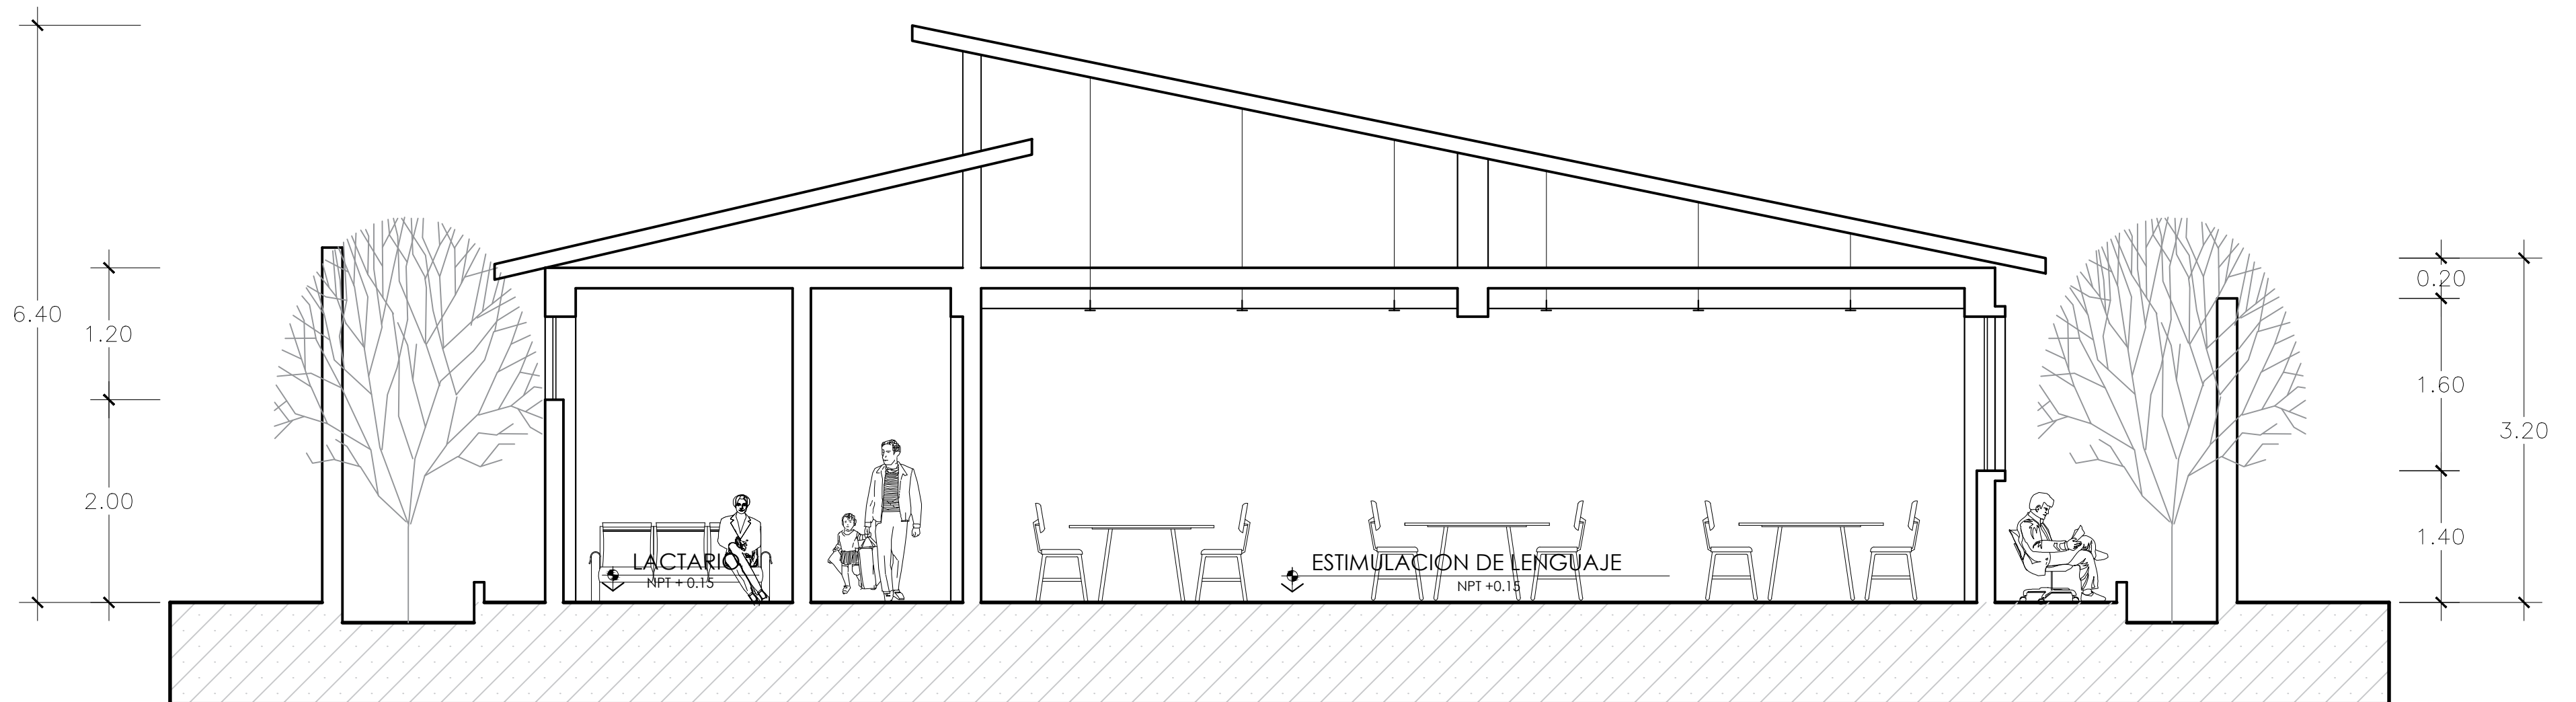 6.40
1.20
2.00
LACTARIO
NPT + 0.15
ESTIMULACION DE LENGUAJE
NPT +0.15
0.20
1.60
3.20
1.40